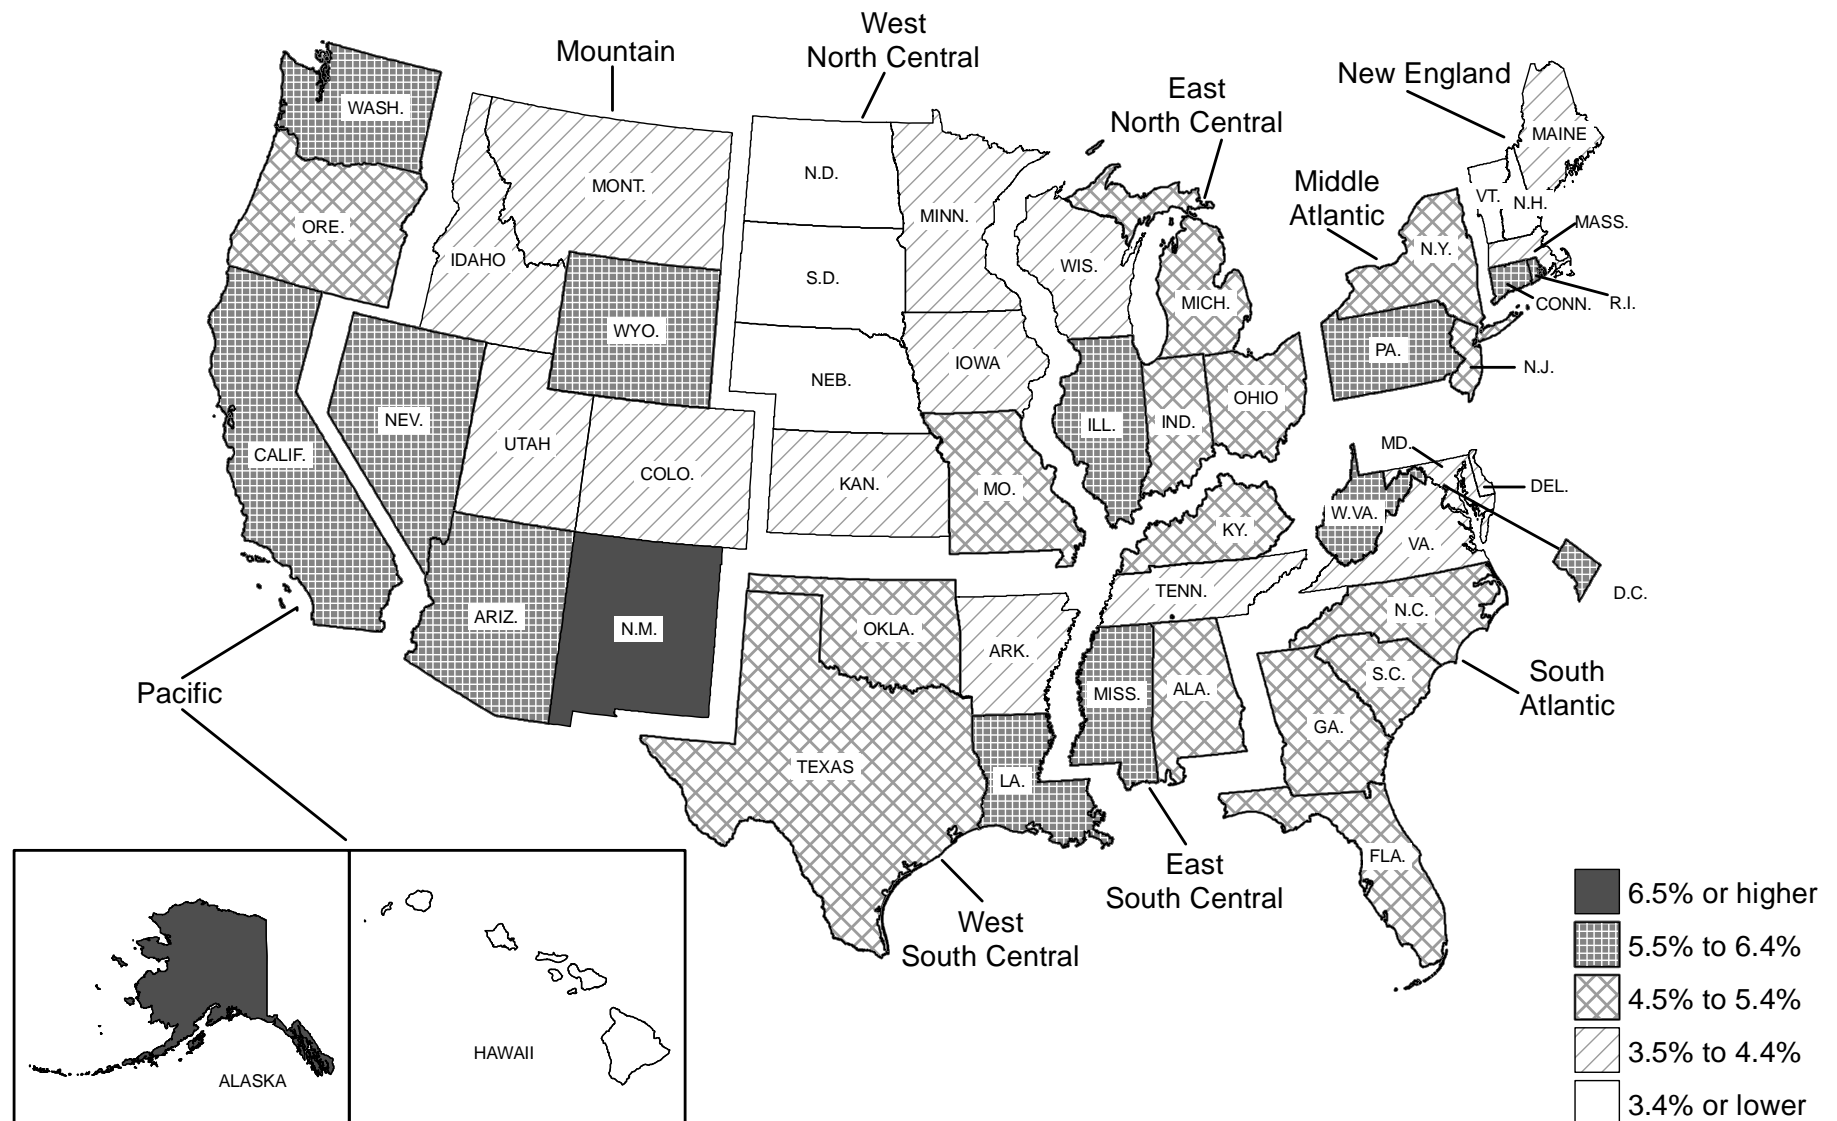 West
North Central
Mountain
New England
East
North Central
WASH.
MAINE
N.D.
MONT.
Middle
Atlantic
VT.
N.H.
MINN.
MASS.
ORE.
N.Y.
IDAHO
WIS.
S.D.
MICH.
CONN.
R.I.
WYO.
PA.
IOWA
N.J.
NEB.
OHIO
NEV.
IND.
ILL.
UTAH
MD.
CALIF.
COLO.
KAN.
MO.
DEL.
W.VA.
KY.
VA.
TENN.
D.C.
ARIZ.
N.C.
N.M.
OKLA.
ARK.
S.C.
South
Atlantic
Pacific
MISS.
ALA.
GA.
TEXAS
LA.
FLA.
East
South Central
West
South Central
HAWAII
ALASKA
6.5% or higher
5.5% to 6.4%
4.5% to 5.4%
3.5% to 4.4%
3.4% or lower